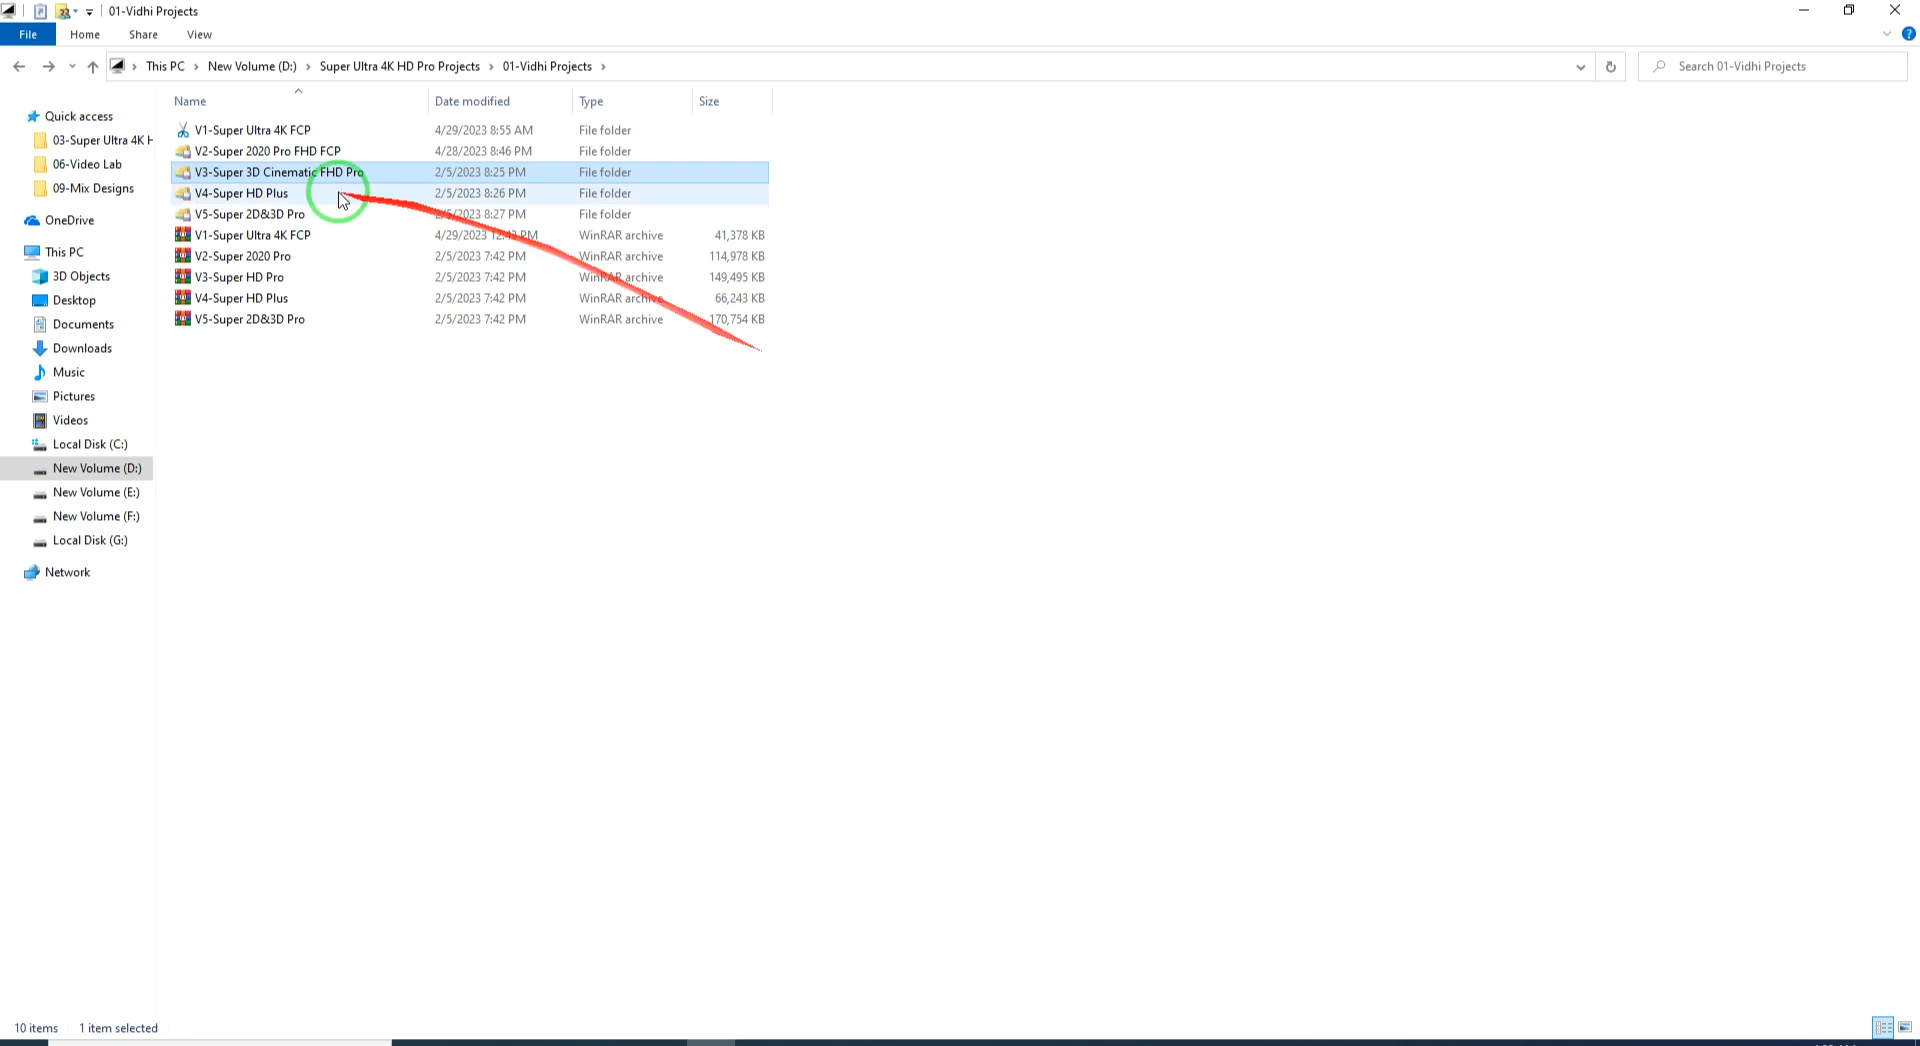 01-Vidhi Projects
File Home Share View
This PC New Volume (D:) Super Ultra 4K HD Pro Projects 01-Vidhi Projects Search 01-Vidhi Projects
Name Date modified Type Size
Quick access
03-Super Ultra 4K H
06-Video Lab
09-Mix Designs
OneDrive
This PC
3D Objects
Desktop
Documents
Downloads
Music
Pictures
Videos
Local Disk (C:)
New Volume (D:)
New Volume (E:)
New Volume (F:)
Local Disk (G:)
Network
V1-Super Ultra 4K FCP 4/29/2023 8:55 AM File folder
V2-Super 2020 Pro FHD FCP 4/28/2023 8:46 PM File folder
V3-Super 3D Cinematic FHD Pro 2/5/2023 8:25 PM File folder
V4-Super HD Plus 2/5/2023 8:26 PM File folder
V5-Super 2D&3D Pro 2/5/2023 8:27 PM File folder
V1-Super Ultra 4K FCP 4/29/2023 12:43 PM WinRAR archive 41,378 KB
V2-Super 2020 Pro 2/5/2023 7:42 PM WinRAR archive 114,978 KB
V3-Super HD Pro 2/5/2023 7:42 PM WinRAR archive 149,495 KB
V4-Super HD Plus 2/5/2023 7:42 PM WinRAR archive 66,243 KB
V5-Super 2D&3D Pro 2/5/2023 7:42 PM WinRAR archive 170,754 KB
10 items 1 item selected